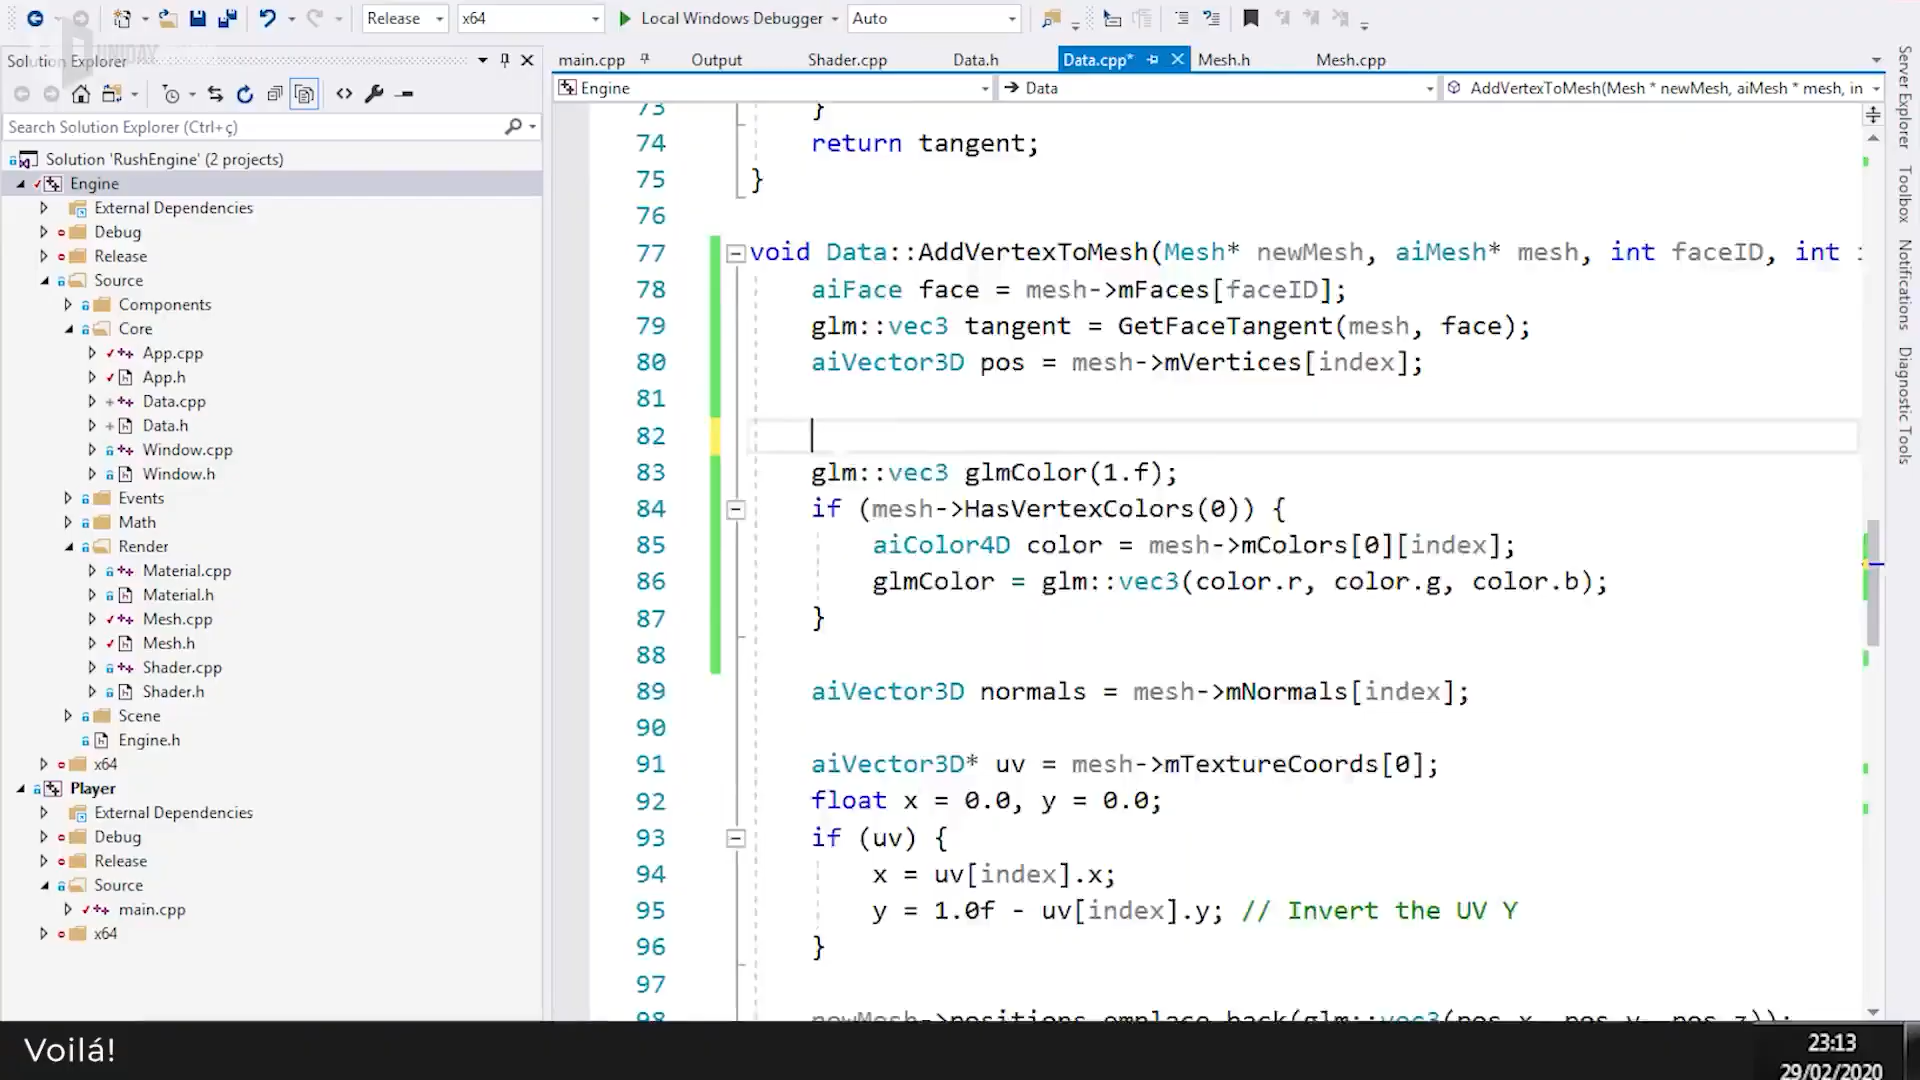 Release
x64
Local Windows Debugger
Auto
Solution Explorer
Search Solution Explorer (Ctrl+ç)
Solution 'RushEngine' (2 projects)
Engine
External Dependencies
Debug
Release
Source
Components
Core
App.cpp
App.h
Data.cpp
Data.h
Window.cpp
Window.h
Events
Math
Render
Material.cpp
Material.h
Mesh.cpp
Mesh.h
Shader.cpp
Shader.h
Scene
Engine.h
x64
Player
External Dependencies
Debug
Release
Source
main.cpp
x64
main.cpp
Output
Shader.cpp
Data.h
Data.cpp*
Mesh.h
Mesh.cpp
Engine
Data
AddVertexToMesh(Mesh * newMesh, aiMesh * mesh, in
73 }
74 return tangent;
75 }
76
77 void Data::AddVertexToMesh(Mesh* newMesh, aiMesh* mesh, int faceID, int
78 aiFace face = mesh->mFaces[faceID];
79 glm::vec3 tangent = GetFaceTangent(mesh, face);
80 aiVector3D pos = mesh->mVertices[index];
81
82
83 glm::vec3 glmColor(1.f);
84 if (mesh->HasVertexColors(0)) {
85 aiColor4D color = mesh->mColors[0][index];
86 glmColor = glm::vec3(color.r, color.g, color.b);
87 }
88
89 aiVector3D normals = mesh->mNormals[index];
90
91 aiVector3D* uv = mesh->mTextureCoords[0];
92 float x = 0.0, y = 0.0;
93 if (uv) {
94 x = uv[index].x;
95 y = 1.0f - uv[index].y; // Invert the UV Y
96 }
97
98 newMesh->positions.emplace_back(glm::vec3(pos.x, pos.y, pos.z));
Server Explorer
Toolbox
Notifications
Diagnostic Tools
Voilá!
23:13
29/02/2020